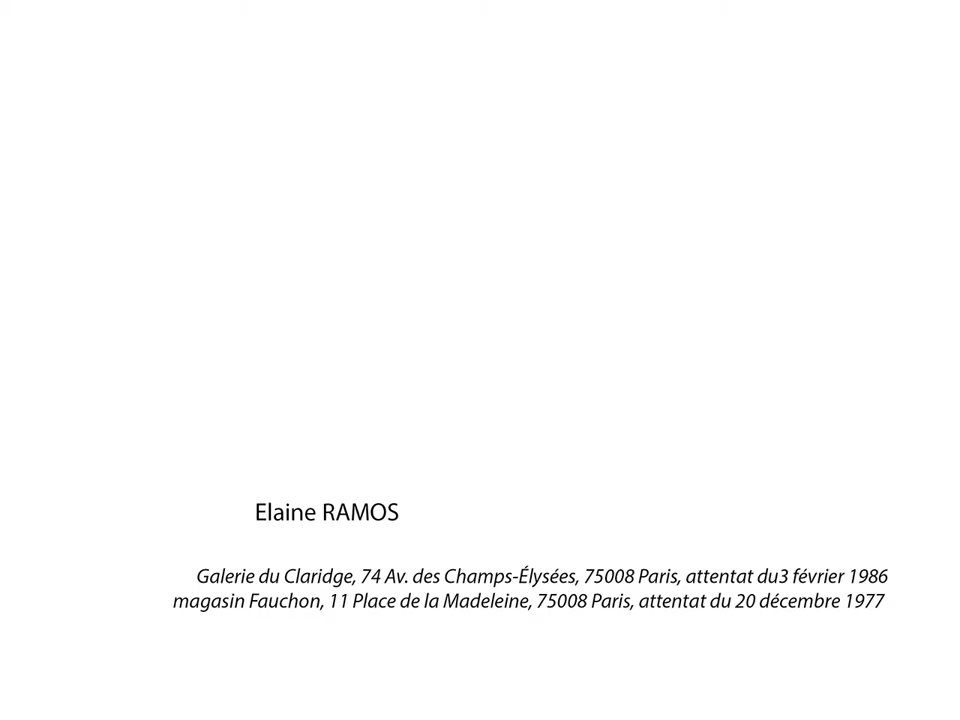 Elaine RAMOS
Galerie du Claridge, 74 Av. des Champs-Élysées, 75008 Paris, attentat du3 février 1986
magasin Fauchon, 11 Place de la Madeleine, 75008 Paris, attentat du 20 décembre 1977